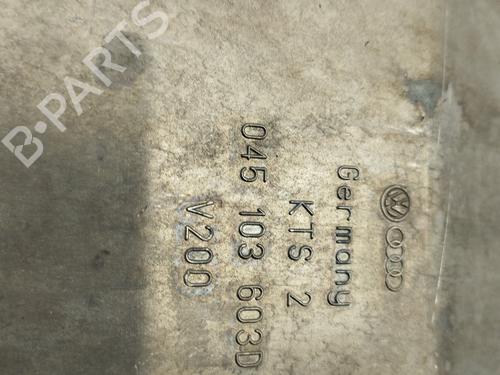 B-PARTS
Germany
KTS 2
045 103 603D
V200